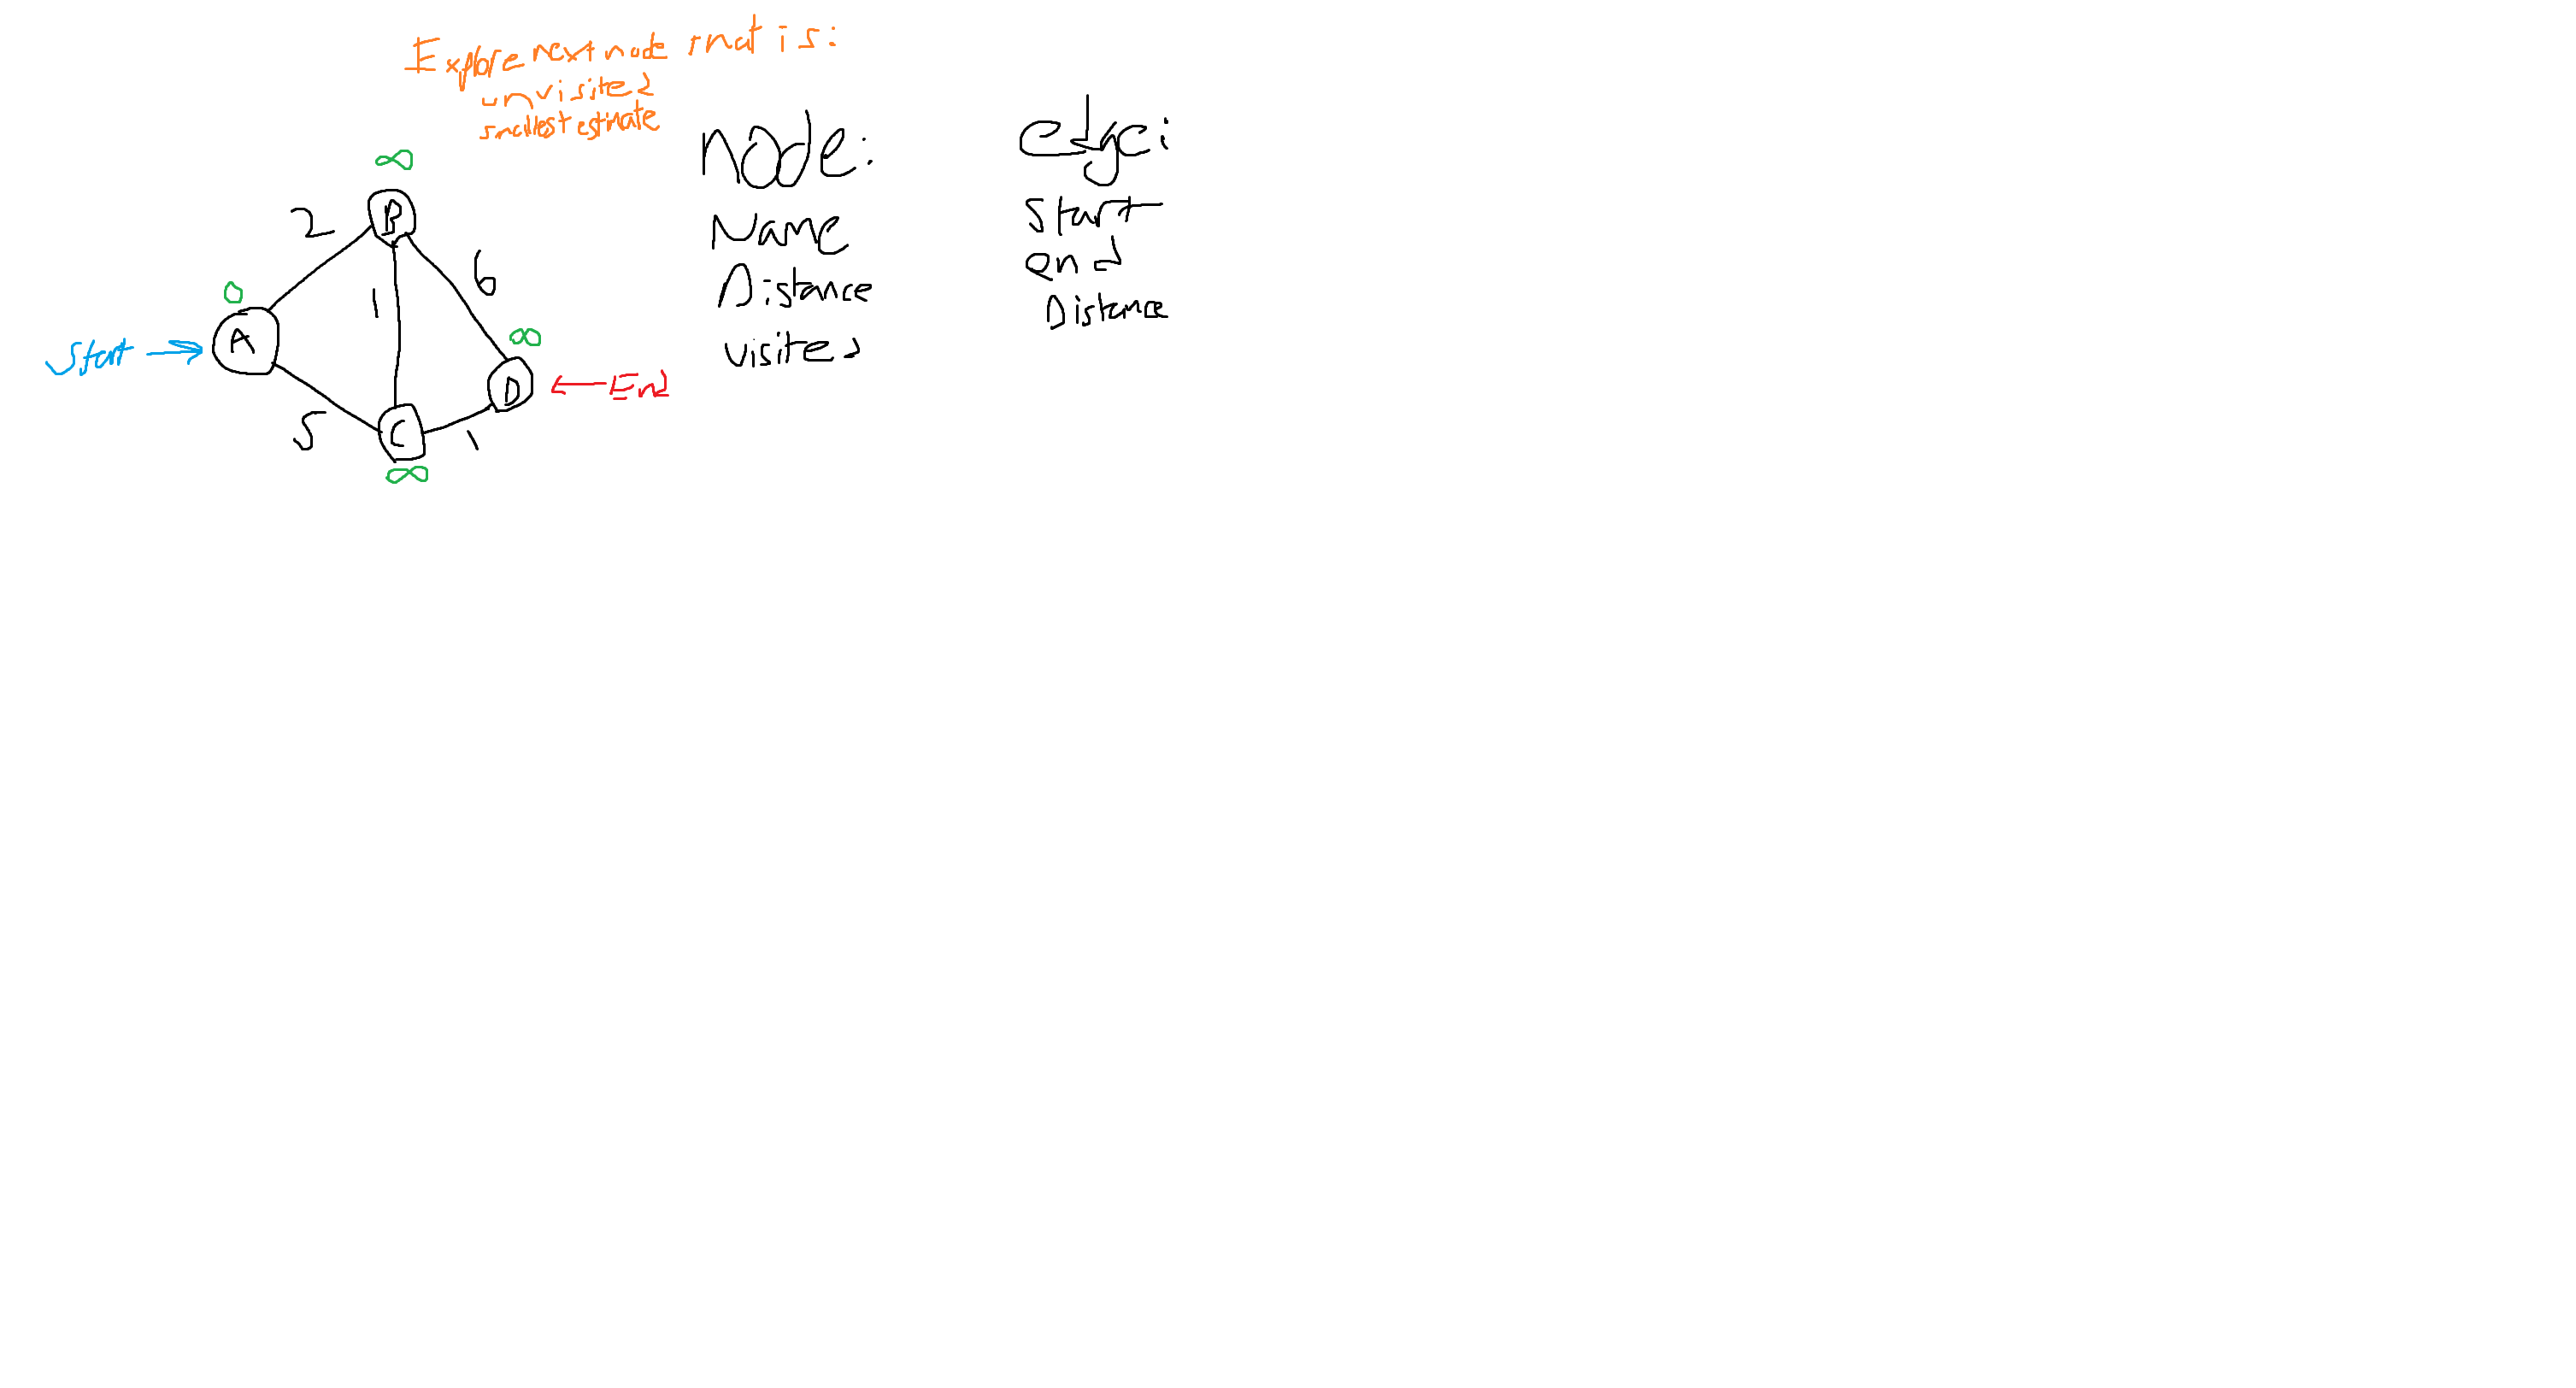 Explore next node that is:
unvisited
smallest estimate
node:
Name
Distance
visited
edge:
Start
end
Distance
∞
B
2
6
1
0
A
Start →
∞
D
← End
5
C
1
∞